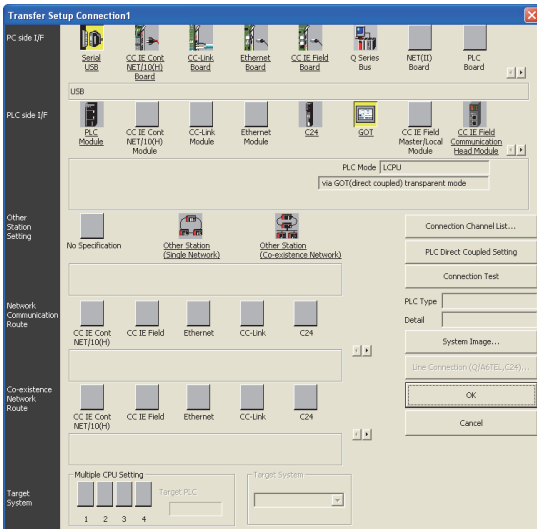 Transfer Setup Connection1
PC side I/F
Serial
USB
CC IE Cont
NET/10(H)
Board
CC-Link
Board
Ethernet
Board
CC IE Field
Board
Q Series
Bus
NET(II)
Board
PLC
Board
USB
PLC side I/F
PLC
Module
CC IE Cont
NET/10(H)
Module
CC-Link
Module
Ethernet
Module
C24
GOT
CC IE Field
Master/Local
Module
CC IE Field
Communication
Head Module
PLC Mode LCPU
via GOT(direct coupled) transparent mode
Other
Station
Setting
No Specification
Other Station
(Single Network)
Other Station
(Co-existence Network)
Connection Channel List...
PLC Direct Coupled Setting
Connection Test
PLC Type
Detail
System Image...
Line Connection (Q/A6TEL,C24)...
OK
Cancel
Network
Communication
Route
CC IE Cont
NET/10(H)
CC IE Field
Ethernet
CC-Link
C24
Co-existence
Network
Route
CC IE Cont
NET/10(H)
CC IE Field
Ethernet
CC-Link
C24
Target
System
Multiple CPU Setting
1 2 3 4
Target PLC
Target System